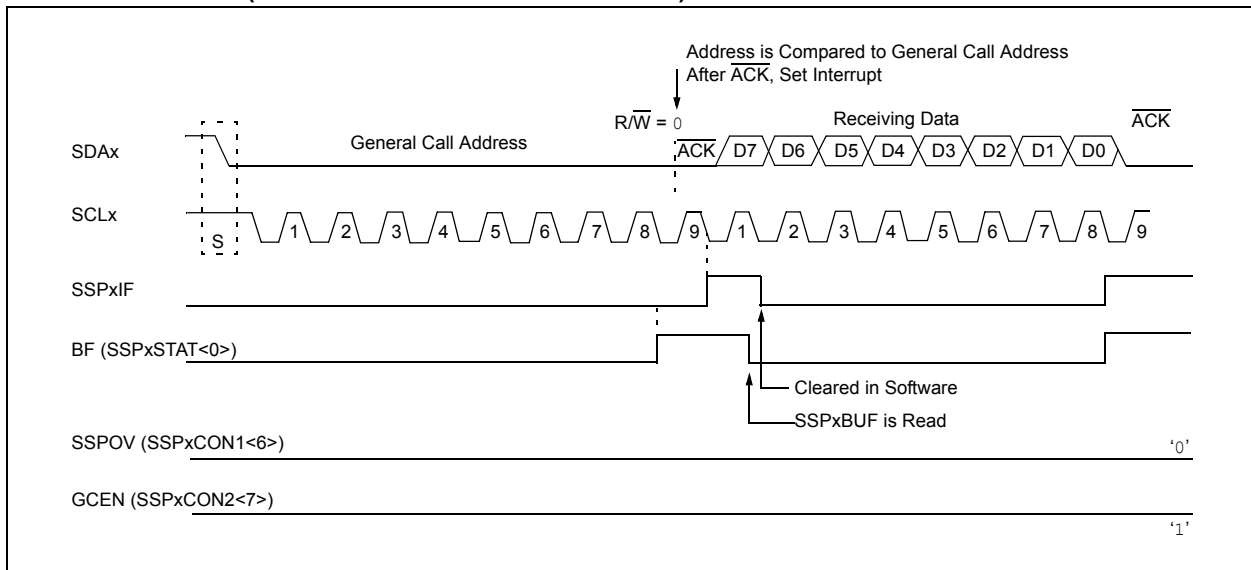 Address is Compared to General Call Address
After ACK, Set Interrupt
R/W = 0
Receiving Data
ACK
SDAx
General Call Address
ACK
D7
D6
D5
D4
D3
D2
D1
D0
SCLx
S
1
2
3
4
5
6
7
8
9
1
2
3
4
5
6
7
8
9
SSPxIF
BF (SSPxSTAT<0>)
Cleared in Software
SSPxBUF is Read
SSPOV (SSPxCON1<6>)
‘0’
GCEN (SSPxCON2<7>)
‘1’